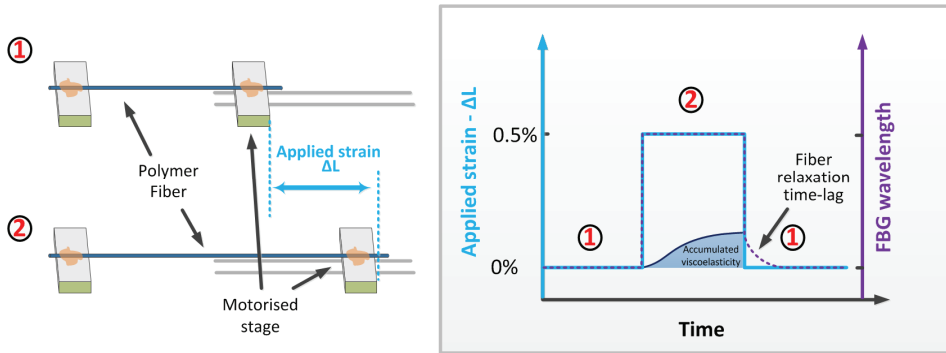 1
Polymer
Fiber
Applied strain
ΔL
2
Motorised
stage
Applied strain - ΔL
0.5%
0%
1
2
1
Accumulated
viscoelasticity
Fiber
relaxation
time-lag
FBG wavelength
Time